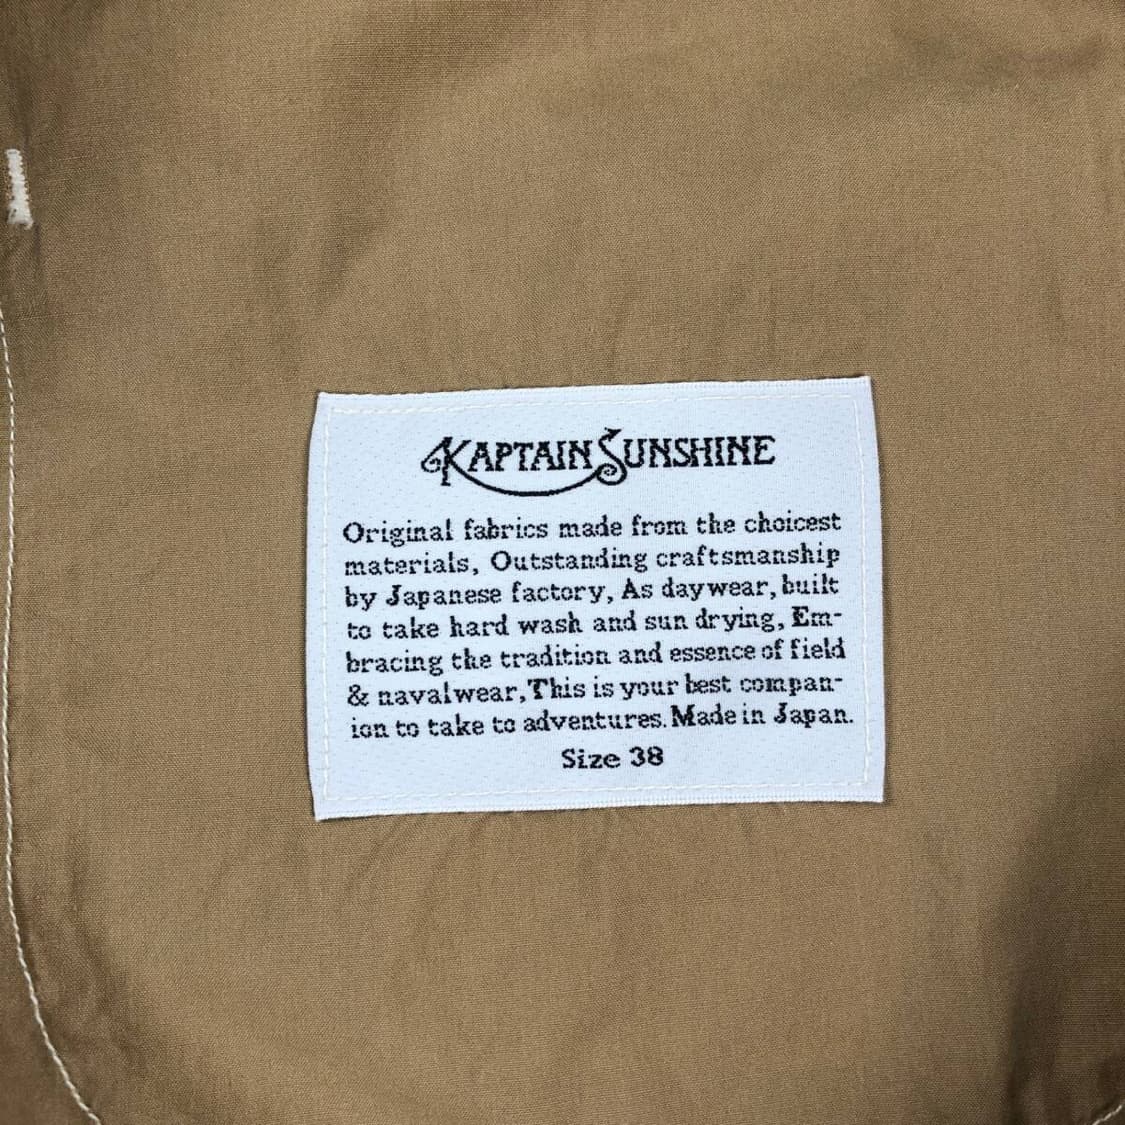 KAPTAIN SUNSHINE
Original fabrics made from the choicest
materials, Outstanding craftsmanship
by Japanese factory, As daywear, built
to take hard wash and sun drying, Em-
bracing the tradition and essence of field
& navalwear, This is your best compan-
ion to take to adventures. Made in Japan.
Size 38